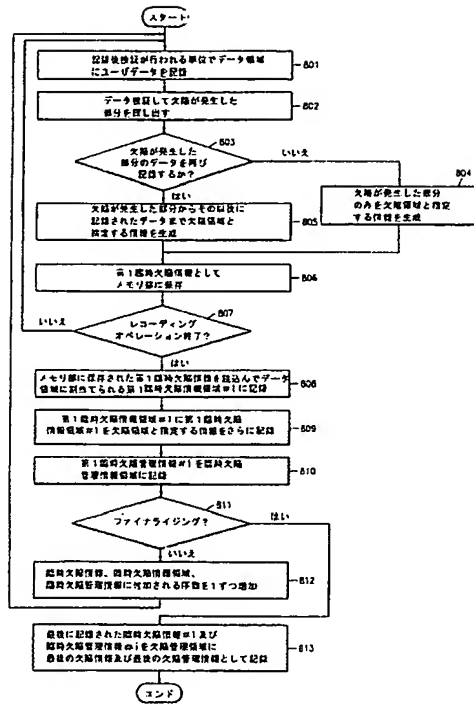 スタート
記録後検証が行われる単位でデータ領域
にユーザデータを記録
801
データ検証して欠陥が発生した
部分を探し出す
802
803
欠陥が発生した
部分のデータを再び
記録するか?
いいえ
はい
804
欠陥が発生した部分
のみを欠陥領域と指定
する情報を生成
欠陥が発生した部分からその以後に
記録されたデータまで欠陥領域と
指定する情報を生成
805
第1臨時欠陥情報として
メモリ部に保存
806
807
レコーディング
オペレーション終了?
いいえ
はい
メモリ部に保存された第1臨時欠陥情報を読込んでデータ
領域に割当てられる第1臨時欠陥情報領域#1に記録
808
第1臨時欠陥情報領域#1に第1臨時欠陥
情報領域#1を欠陥領域と指定する情報をさらに記録
809
第1臨時欠陥管理情報#1を臨時欠陥
管理情報領域に記録
810
811
ファイナライジング?
はい
いいえ
臨時欠陥情報、臨時欠陥情報領域、
臨時欠陥管理情報に付加される序数を1ずつ増加
812
最後に記録された臨時欠陥情報#i及び
臨時欠陥管理情報#iを欠陥管理領域に
最後の欠陥情報及び最後の欠陥管理情報として記録
813
エンド